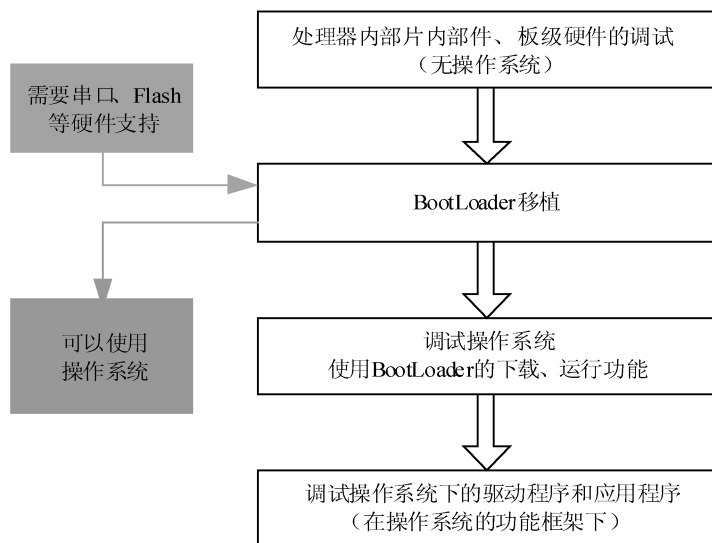 处理器内部片内部件、板级硬件的调试
（无操作系统）
需要串口、Flash
等硬件支持
BootLoader移植
可以使用
操作系统
调试操作系统
使用BootLoader的下载、运行功能
调试操作系统下的驱动程序和应用程序
（在操作系统的功能框架下）